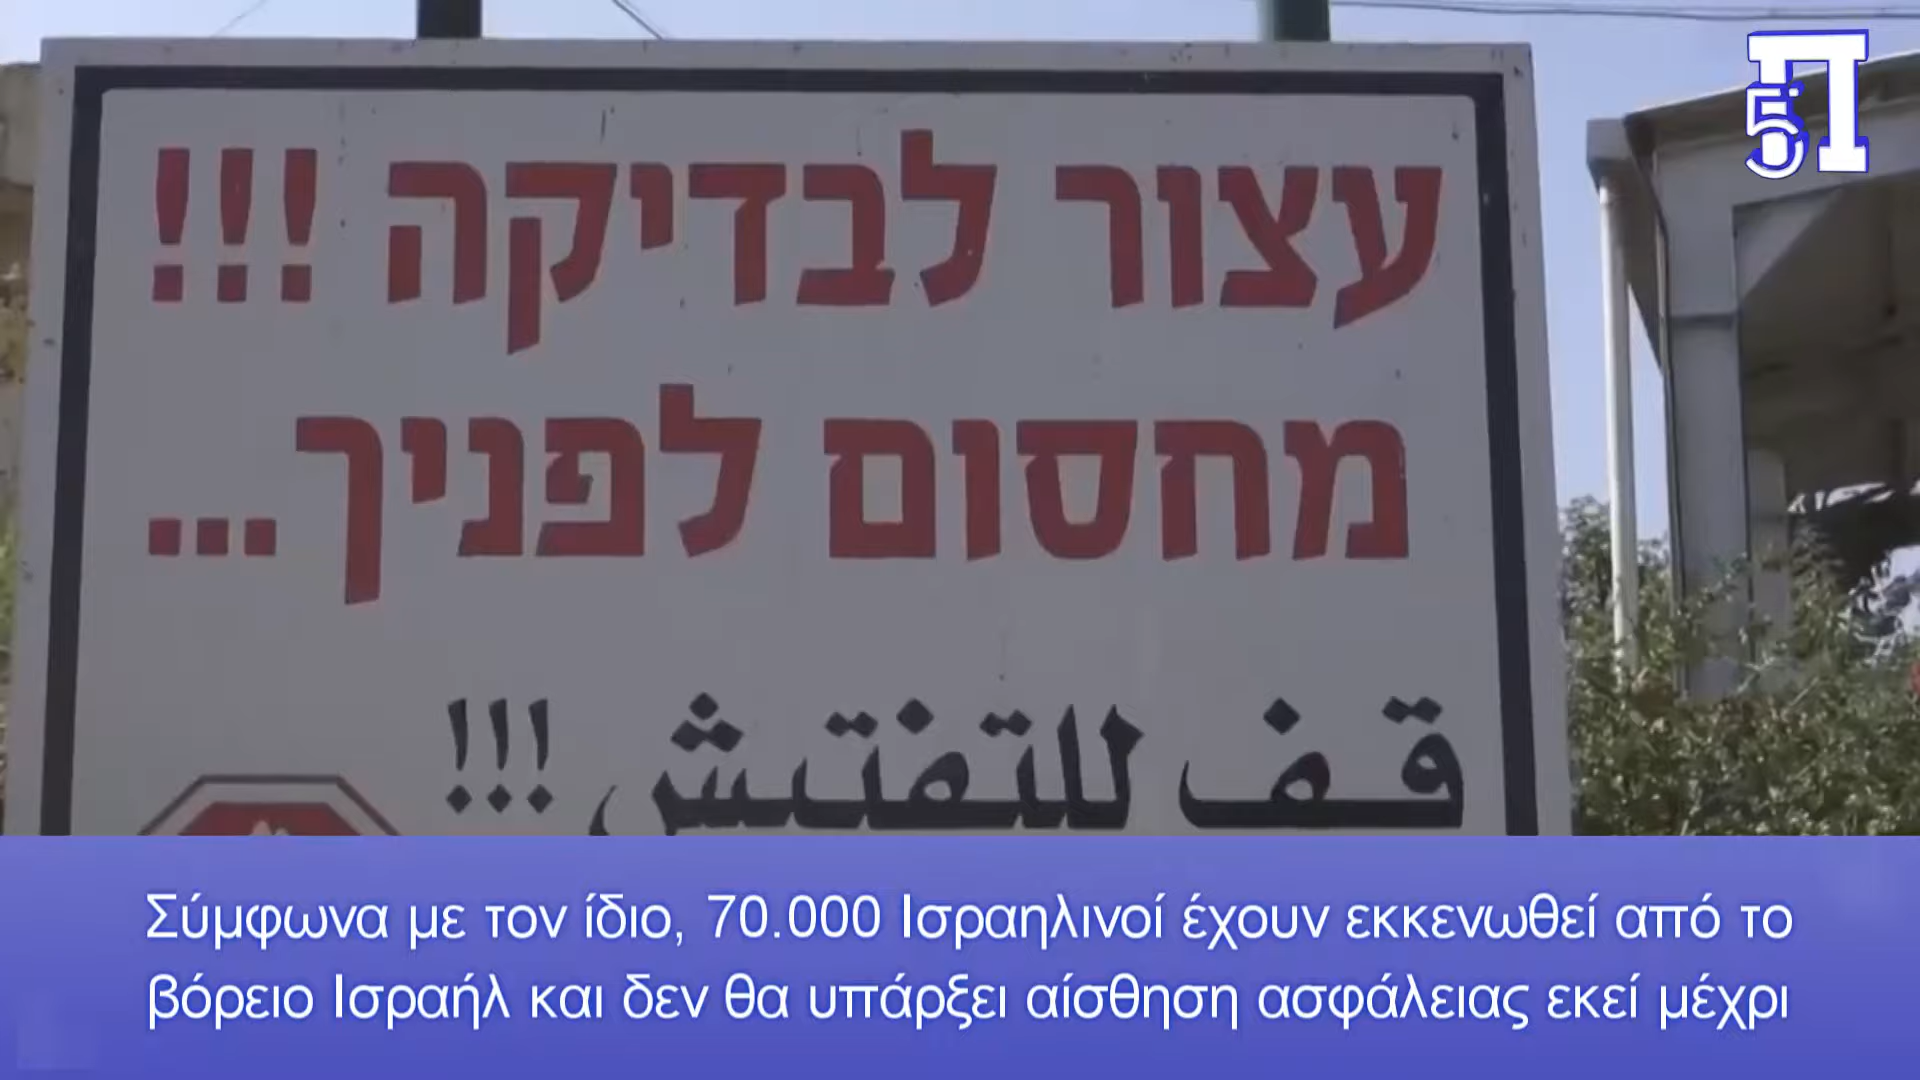 עצור לבדיקה !!!
מחסום לפניך...
قف للتفتيش !!!
5Π
Σύμφωνα με τον ίδιο, 70.000 Ισραηλινοί έχουν εκκενωθεί από το
βόρειο Ισραήλ και δεν θα υπάρξει αίσθηση ασφάλειας εκεί μέχρι